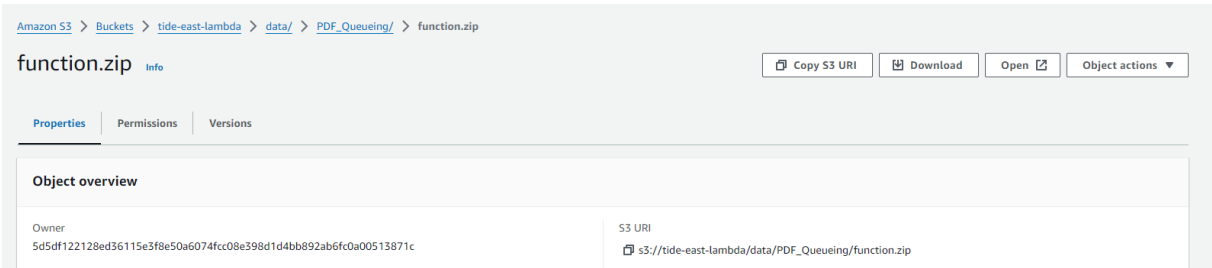 Amazon S3 > Buckets > tide-east-lambda > data/ > PDF_Queueing/ > function.zip
function.zip Info
Copy S3 URI Download Open Object actions
Properties Permissions Versions
Object overview
Owner
5d5df122128ed36115e3f8e50a6074fcc08e398d1d4bb892ab6fc0a00513871c
S3 URI
s3://tide-east-lambda/data/PDF_Queueing/function.zip